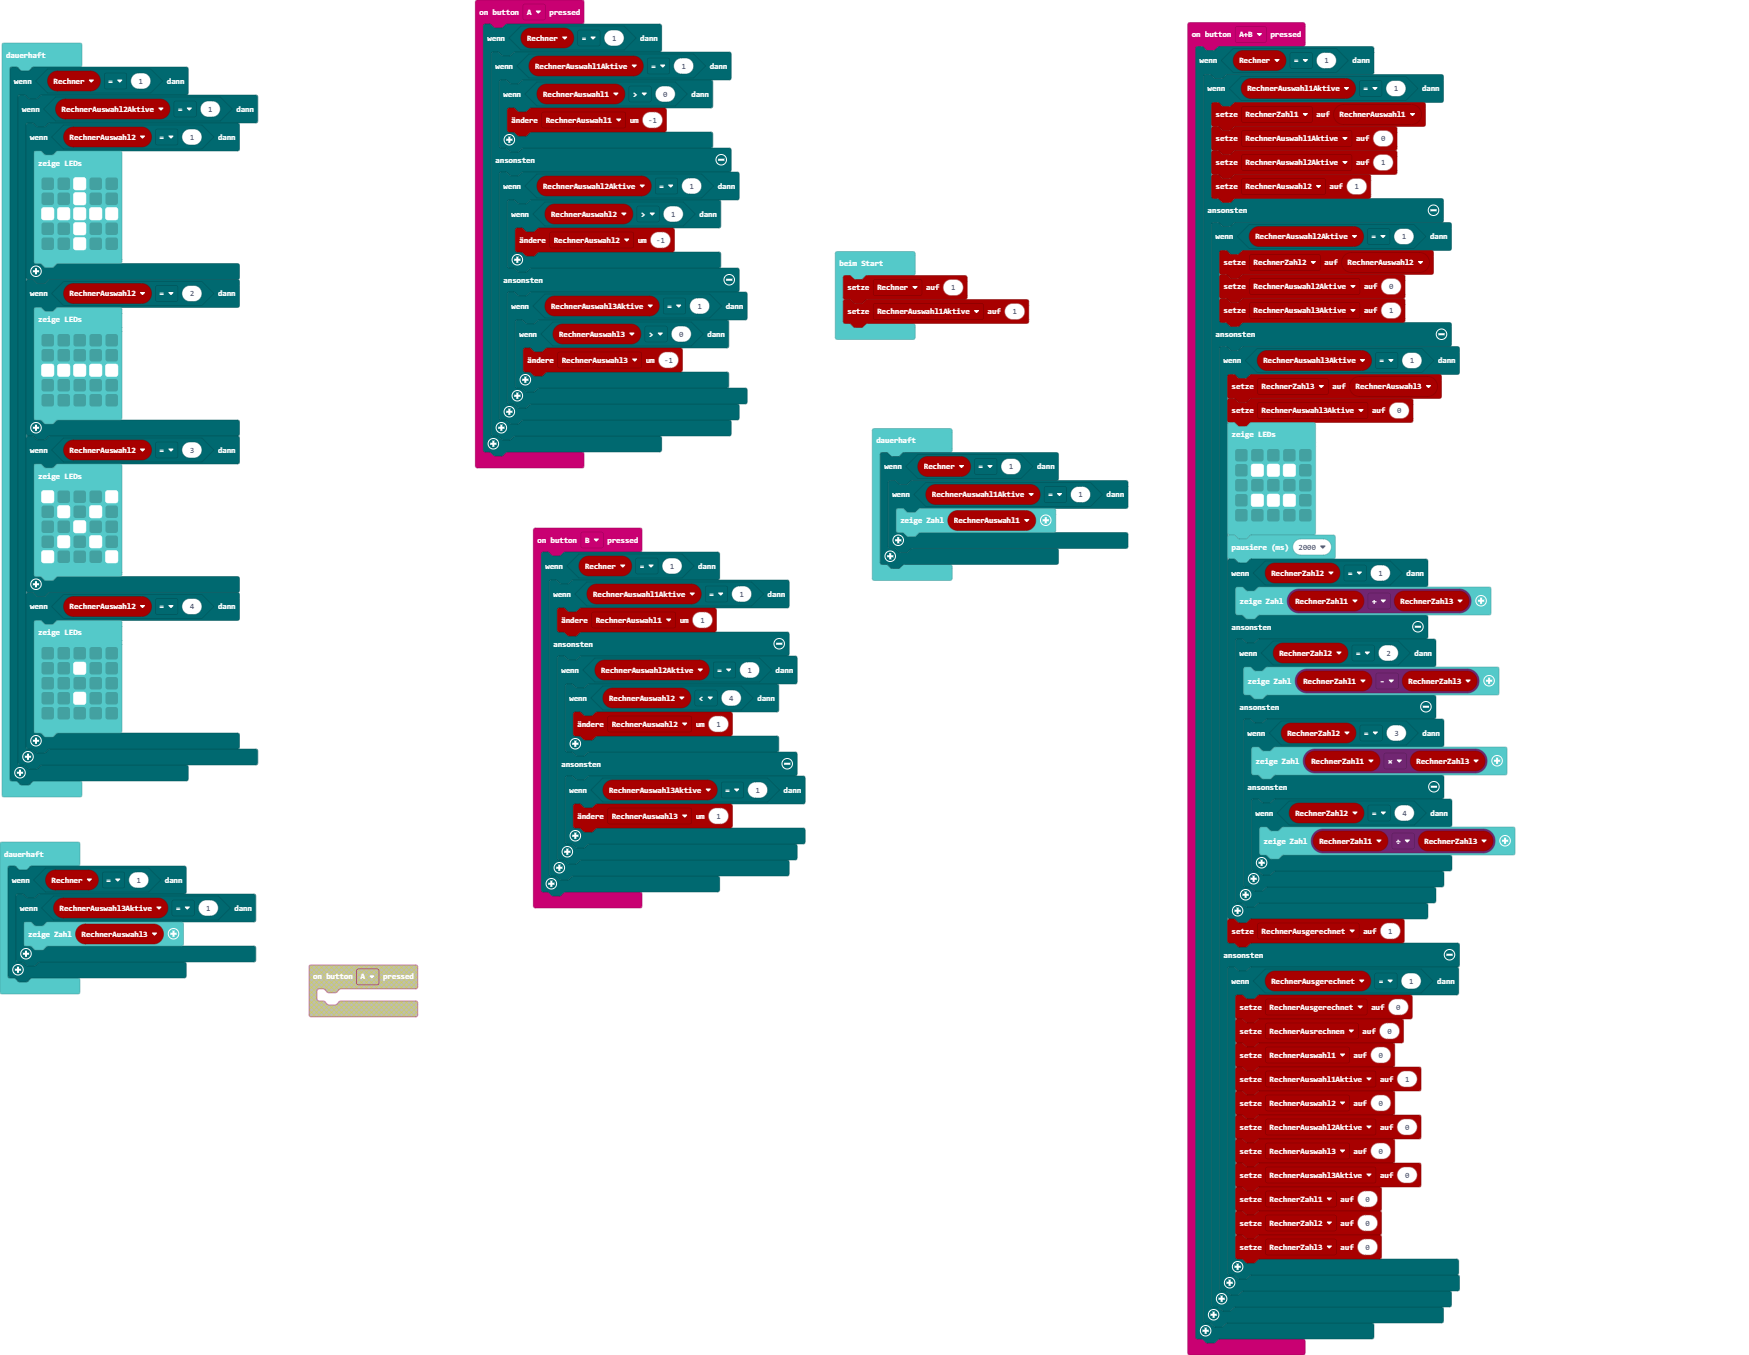 dauerhaft
wenn Rechner = 1 dann
wenn RechnerAuswahl2Aktive = 1 dann
wenn RechnerAuswahl2 = 1 dann
zeige LEDs
wenn RechnerAuswahl2 = 2 dann
zeige LEDs
wenn RechnerAuswahl2 = 3 dann
zeige LEDs
wenn RechnerAuswahl2 = 4 dann
zeige LEDs
dauerhaft
wenn Rechner = 1 dann
wenn RechnerAuswahl3Aktive = 1 dann
zeige Zahl RechnerAuswahl3
on button A pressed
on button A pressed
wenn Rechner = 1 dann
wenn RechnerAuswahl1Aktive = 1 dann
wenn RechnerAuswahl1 > 0 dann
ändere RechnerAuswahl1 um -1
ansonsten
wenn RechnerAuswahl2Aktive = 1 dann
wenn RechnerAuswahl2 > 1 dann
ändere RechnerAuswahl2 um -1
ansonsten
wenn RechnerAuswahl3Aktive = 1 dann
wenn RechnerAuswahl3 > 0 dann
ändere RechnerAuswahl3 um -1
on button B pressed
wenn Rechner = 1 dann
wenn RechnerAuswahl1Aktive = 1 dann
ändere RechnerAuswahl1 um 1
ansonsten
wenn RechnerAuswahl2Aktive = 1 dann
wenn RechnerAuswahl2 < 4 dann
ändere RechnerAuswahl2 um 1
ansonsten
wenn RechnerAuswahl3Aktive = 1 dann
ändere RechnerAuswahl3 um 1
beim Start
setze Rechner auf 1
setze RechnerAuswahl1Aktive auf 1
dauerhaft
wenn Rechner = 1 dann
wenn RechnerAuswahl1Aktive = 1 dann
zeige Zahl RechnerAuswahl1
on button A+B pressed
wenn Rechner = 1 dann
wenn RechnerAuswahl1Aktive = 1 dann
setze RechnerZahl1 auf RechnerAuswahl1
setze RechnerAuswahl1Aktive auf 0
setze RechnerAuswahl2Aktive auf 1
setze RechnerAuswahl2 auf 1
ansonsten
wenn RechnerAuswahl2Aktive = 1 dann
setze RechnerZahl2 auf RechnerAuswahl2
setze RechnerAuswahl2Aktive auf 0
setze RechnerAuswahl3Aktive auf 1
ansonsten
wenn RechnerAuswahl3Aktive = 1 dann
setze RechnerZahl3 auf RechnerAuswahl3
setze RechnerAuswahl3Aktive auf 0
zeige LEDs
pausiere (ms) 2000
wenn RechnerZahl2 = 1 dann
zeige Zahl RechnerZahl1 + RechnerZahl3
ansonsten
wenn RechnerZahl2 = 2 dann
zeige Zahl RechnerZahl1 - RechnerZahl3
ansonsten
wenn RechnerZahl2 = 3 dann
zeige Zahl RechnerZahl1 × RechnerZahl3
ansonsten
wenn RechnerZahl2 = 4 dann
zeige Zahl RechnerZahl1 ÷ RechnerZahl3
setze RechnerAusgerechnet auf 1
ansonsten
wenn RechnerAusgerechnet = 1 dann
setze RechnerAusgerechnet auf 0
setze RechnerAusrechnen auf 0
setze RechnerAuswahl1 auf 0
setze RechnerAuswahl1Aktive auf 1
setze RechnerAuswahl2 auf 0
setze RechnerAuswahl2Aktive auf 0
setze RechnerAuswahl3 auf 0
setze RechnerAuswahl3Aktive auf 0
setze RechnerZahl1 auf 0
setze RechnerZahl2 auf 0
setze RechnerZahl3 auf 0